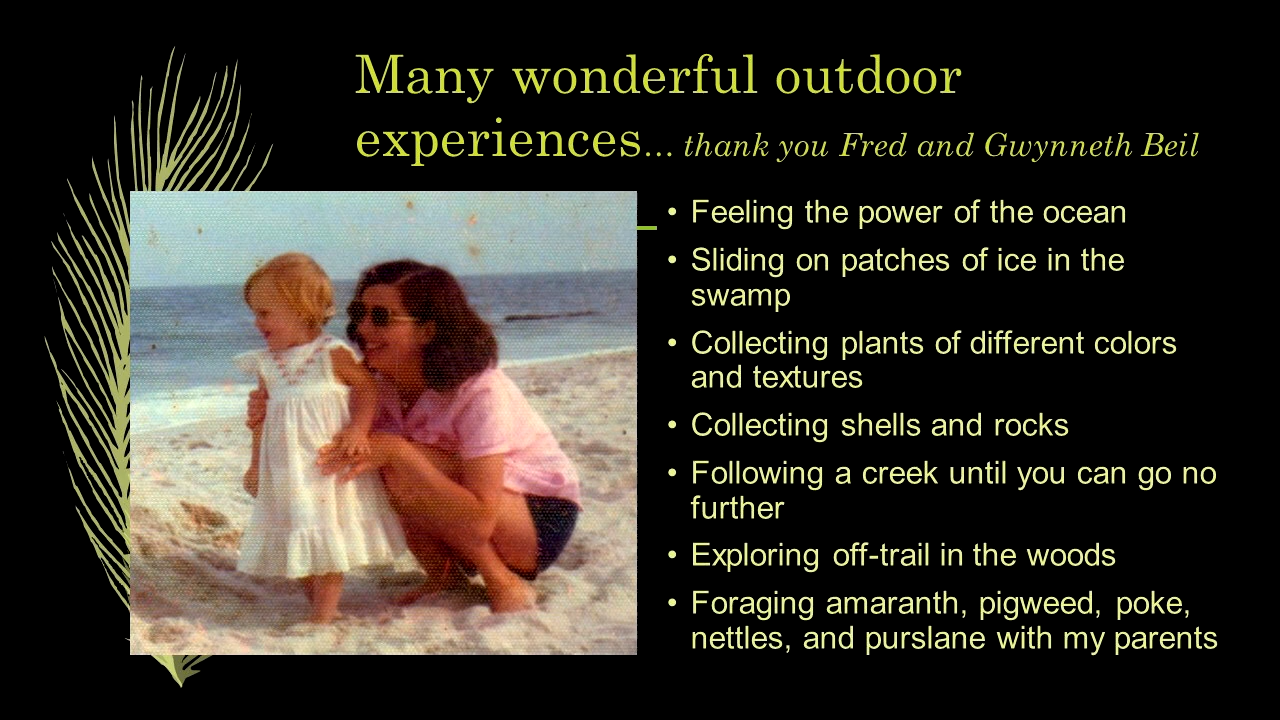 Many wonderful outdoor
experiences... thank you Fred and Gwynneth Beil
• Feeling the power of the ocean
• Sliding on patches of ice in the
swamp
• Collecting plants of different colors
and textures
• Collecting shells and rocks
• Following a creek until you can go no
further
• Exploring off-trail in the woods
• Foraging amaranth, pigweed, poke,
nettles, and purslane with my parents